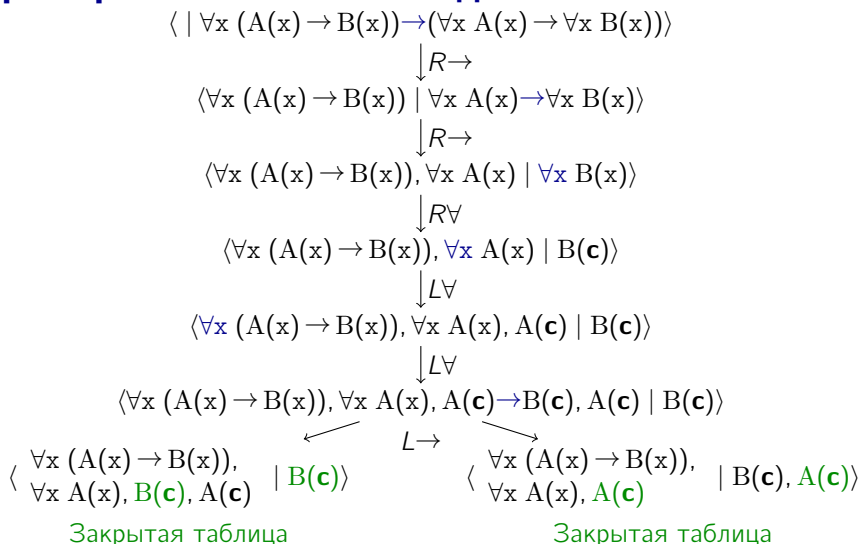 ⟨ | ∀x (A(x)→B(x))→(∀x A(x)→∀x B(x))⟩
R→
⟨∀x (A(x)→B(x)) | ∀x A(x)→∀x B(x)⟩
R→
⟨∀x (A(x)→B(x)), ∀x A(x) | ∀x B(x)⟩
R∀
⟨∀x (A(x)→B(x)), ∀x A(x) | B(c)⟩
L∀
⟨∀x (A(x)→B(x)), ∀x A(x), A(c) | B(c)⟩
L∀
⟨∀x (A(x)→B(x)), ∀x A(x), A(c)→B(c), A(c) | B(c)⟩
L→
⟨ ∀x (A(x)→B(x)),
∀x A(x), B(c), A(c) | B(c)⟩
Закрытая таблица
⟨ ∀x (A(x)→B(x)),
∀x A(x), A(c) | B(c), A(c)⟩
Закрытая таблица